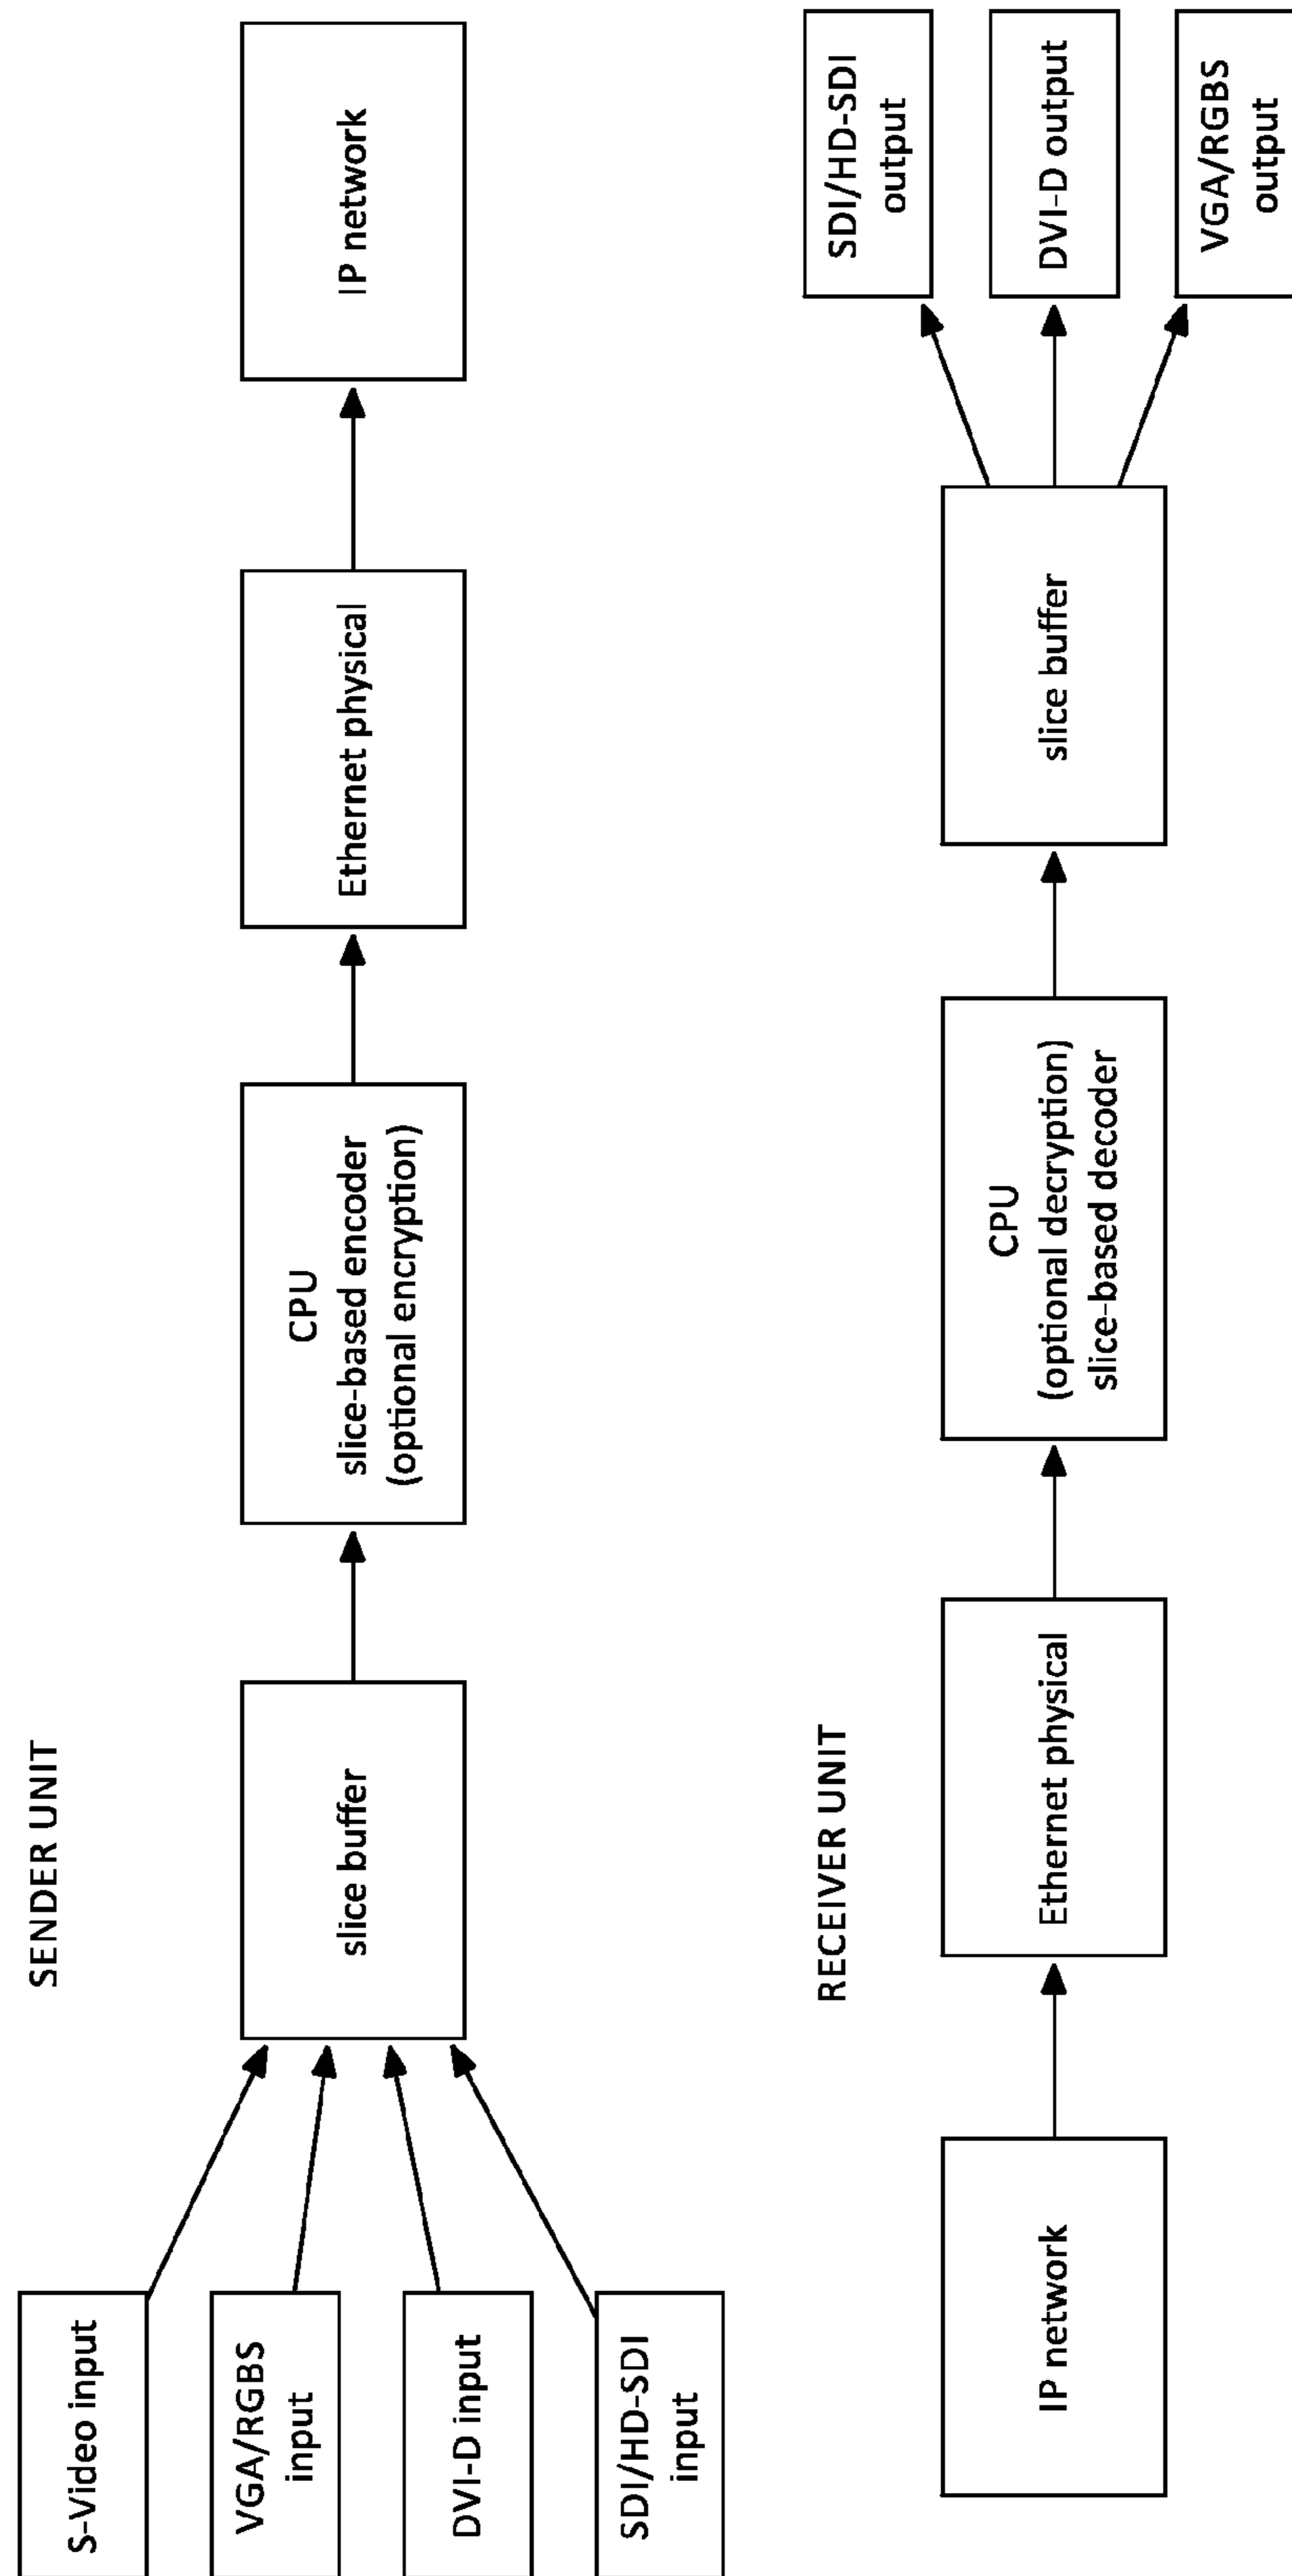 SENDER UNIT
S-Video input
VGA/RGBS
input
DVI-D input
SDI/HD-SDI
input
slice buffer
CPU
slice-based encoder
(optional encryption)
Ethernet physical
IP network
RECEIVER UNIT
IP network
Ethernet physical
CPU
(optional decryption)
slice-based decoder
slice buffer
SDI/HD-SDI
output
DVI-D output
VGA/RGBS
output